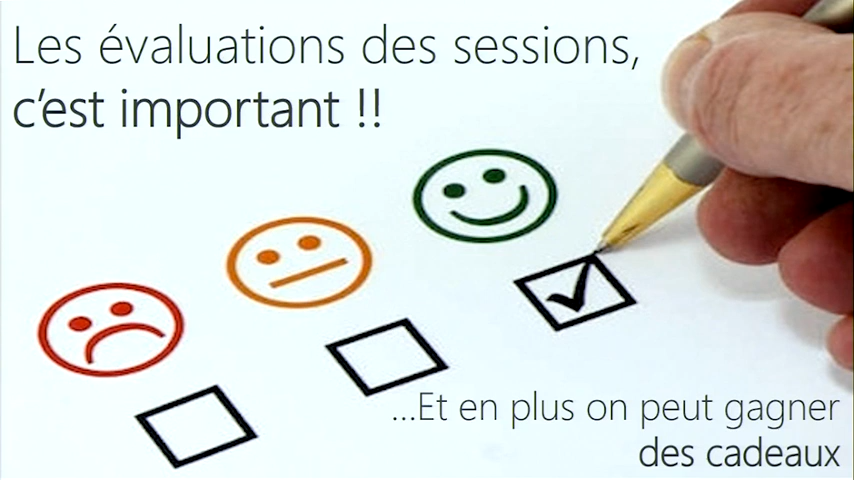 Les évaluations des sessions,
c’est important !!
...Et en plus on peut gagner
des cadeaux